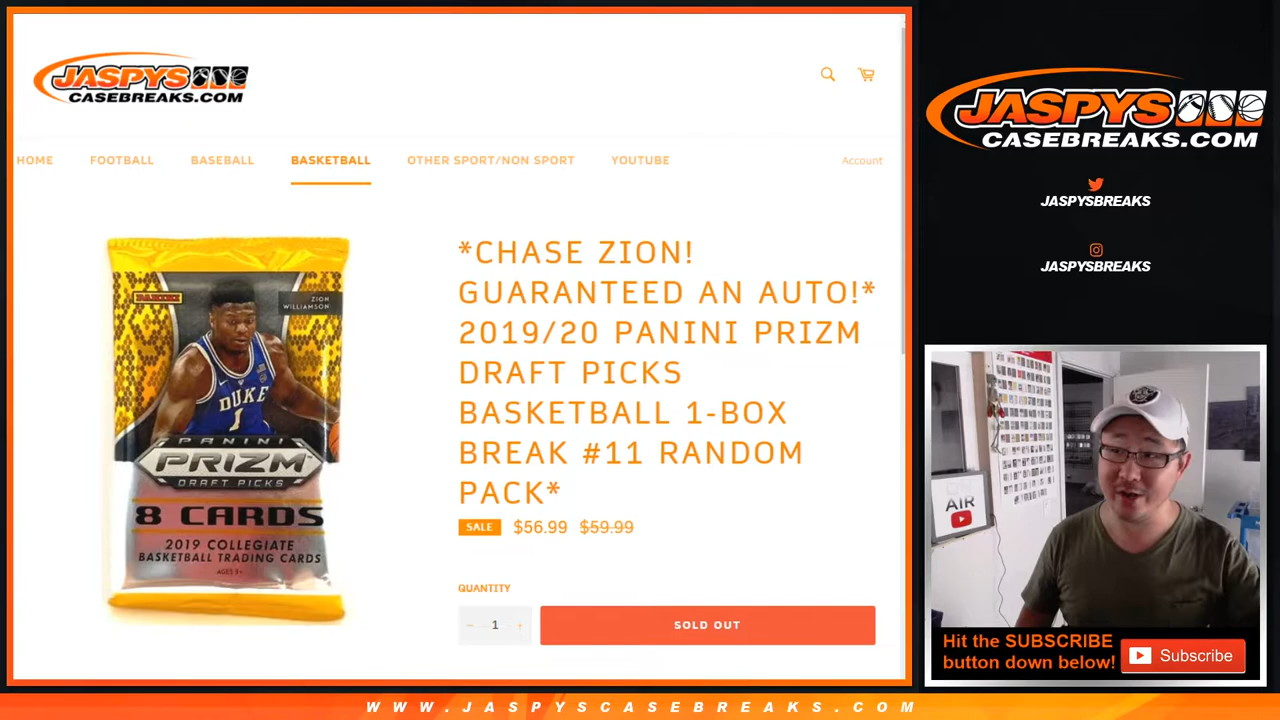 JASPYS
CASEBREAKS.COM
HOME
FOOTBALL
BASEBALL
BASKETBALL
OTHER SPORT/NON SPORT
YOUTUBE
Account
PANINI
ZION
WILLIAMSON
DUKE
1
PANINI
PRIZM
DRAFT PICKS
8 CARDS
2019 COLLEGIATE
BASKETBALL TRADING CARDS
AGES 9+
*CHASE ZION!
GUARANTEED AN AUTO!*
2019/20 PANINI PRIZM
DRAFT PICKS
BASKETBALL 1-BOX
BREAK #11 RANDOM
PACK*
SALE $56.99 $59.99
QUANTITY
1
SOLD OUT
JASPYS
CASEBREAKS.COM
JASPYSBREAKS
JASPYSBREAKS
AIR
Hit the SUBSCRIBE
button down below!
Subscribe
WWW.JASPYSCASEBREAKS.COM